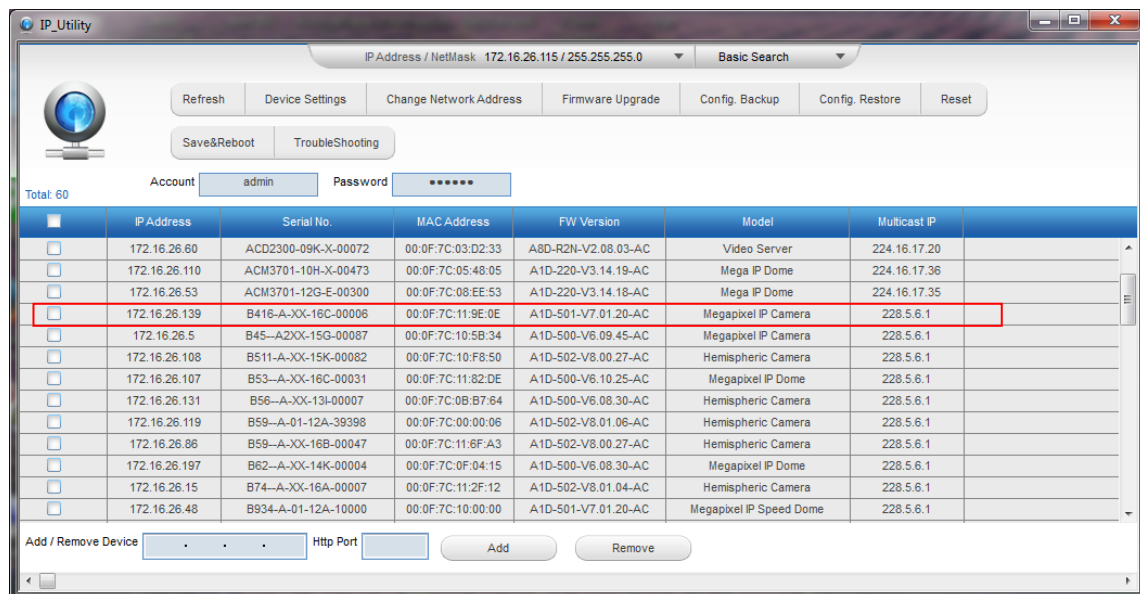 IP_Utility
IP Address / NetMask 172.16.26.115 / 255.255.255.0 Basic Search
Refresh Device Settings Change Network Address Firmware Upgrade Config. Backup Config. Restore Reset
Save&Reboot TroubleShooting
Account admin Password ••••••
Total: 60
IP Address Serial No. MAC Address FW Version Model Multicast IP
172.16.26.60 ACD2300-09K-X-00072 00:0F:7C:03:D2:33 A8D-R2N-V2.08.03-AC Video Server 224.16.17.20
172.16.26.110 ACM3701-10H-X-00473 00:0F:7C:05:48:05 A1D-220-V3.14.19-AC Mega IP Dome 224.16.17.36
172.16.26.53 ACM3701-12G-E-00300 00:0F:7C:08:EE:53 A1D-220-V3.14.18-AC Mega IP Dome 224.16.17.35
172.16.26.139 B416-A-XX-16C-00006 00:0F:7C:11:9E:0E A1D-501-V7.01.20-AC Megapixel IP Camera 228.5.6.1
172.16.26.5 B45--A2XX-15G-00087 00:0F:7C:10:5B:34 A1D-500-V6.09.45-AC Megapixel IP Camera 228.5.6.1
172.16.26.108 B511-A-XX-15K-00082 00:0F:7C:10:F8:50 A1D-502-V8.00.27-AC Hemispheric Camera 228.5.6.1
172.16.26.107 B53--A-XX-16C-00031 00:0F:7C:11:82:DE A1D-500-V6.10.25-AC Megapixel IP Dome 228.5.6.1
172.16.26.131 B56--A-XX-13I-00007 00:0F:7C:0B:B7:64 A1D-500-V6.08.30-AC Hemispheric Camera 228.5.6.1
172.16.26.119 B59--A-01-12A-39398 00:0F:7C:00:00:06 A1D-502-V8.01.06-AC Hemispheric Camera 228.5.6.1
172.16.26.86 B59--A-XX-16B-00047 00:0F:7C:11:6F:A3 A1D-502-V8.00.27-AC Hemispheric Camera 228.5.6.1
172.16.26.197 B62--A-XX-14K-00004 00:0F:7C:0F:04:15 A1D-500-V6.08.30-AC Megapixel IP Dome 228.5.6.1
172.16.26.15 B74--A-XX-16A-00007 00:0F:7C:11:2F:12 A1D-502-V8.01.04-AC Hemispheric Camera 228.5.6.1
172.16.26.48 B934-A-01-12A-10000 00:0F:7C:10:00:00 A1D-501-V7.01.20-AC Megapixel IP Speed Dome 228.5.6.1
Add / Remove Device . . . Http Port Add Remove